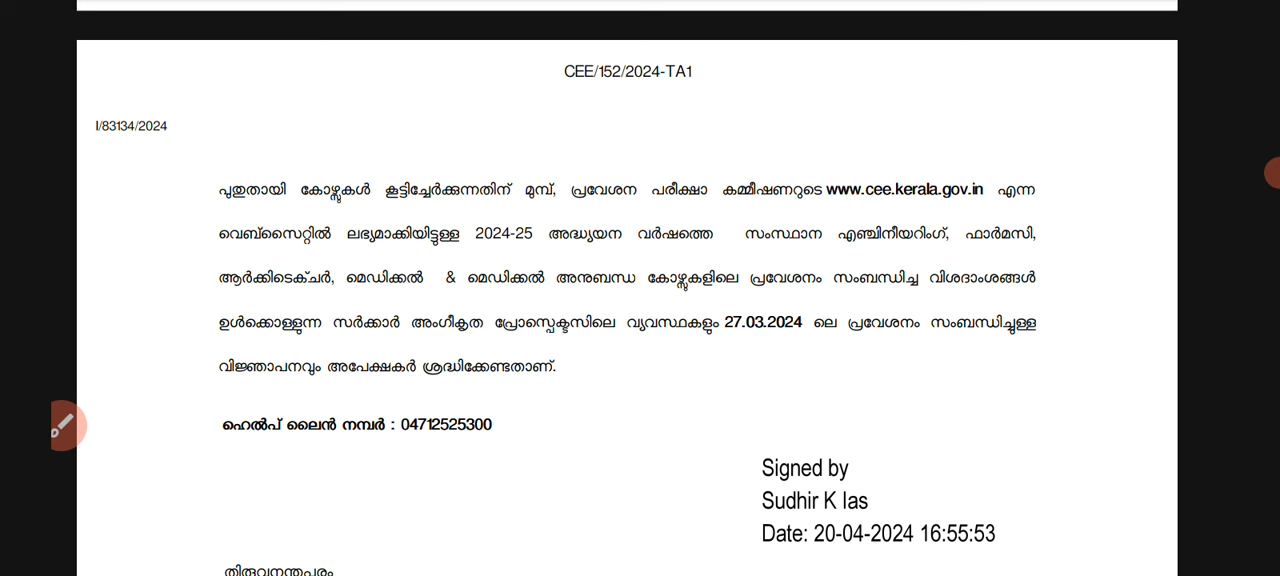 CEE/152/2024-TA1
I/83134/2024
പുതുതായി കോഴ്സുകൾ കൂട്ടിച്ചേർക്കുന്നതിന് മുമ്പ്, പ്രവേശന പരീക്ഷാ കമ്മീഷണറുടെ www.cee.kerala.gov.in എന്ന
വെബ്സൈറ്റിൽ ലഭ്യമാക്കിയിട്ടുള്ള 2024-25 അദ്ധ്യയന വർഷത്തെ സംസ്ഥാന എഞ്ചിനീയറിംഗ്, ഫാർമസി,
ആർക്കിടെക്ചർ, മെഡിക്കൽ & മെഡിക്കൽ അനുബന്ധ കോഴ്സുകളിലെ പ്രവേശനം സംബന്ധിച്ച വിശദാംശങ്ങൾ
ഉൾക്കൊള്ളുന്ന സർക്കാർ അംഗീകൃത പ്രോസ്പെക്ടസിലെ വ്യവസ്ഥകളും 27.03.2024 ലെ പ്രവേശനം സംബന്ധിച്ചുള്ള
വിജ്ഞാപനവും അപേക്ഷകർ ശ്രദ്ധിക്കേണ്ടതാണ്.
ഹെൽപ് ലൈൻ നമ്പർ : 04712525300
Signed by
Sudhir K Ias
Date: 20-04-2024 16:55:53
തിരുവനന്തപുരം